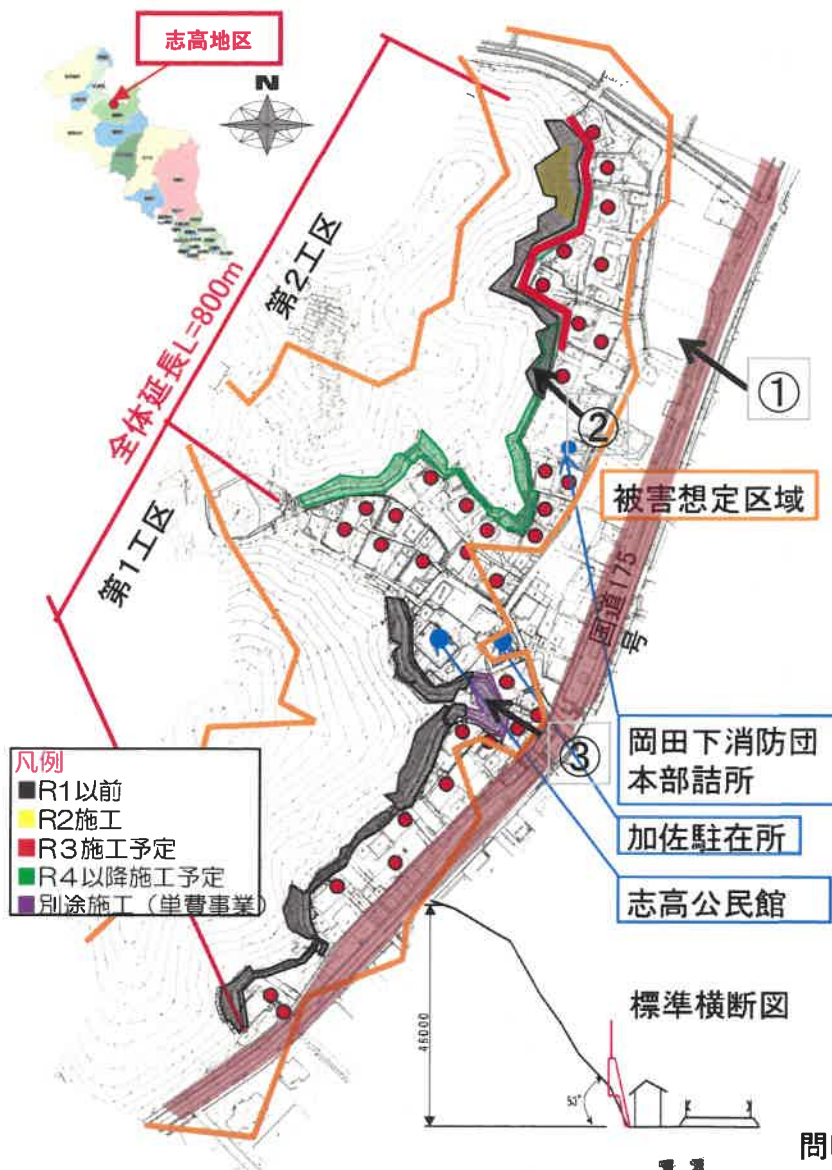 志高地区
N
全体延長L=800m
第2工区
第1工区
①
②
③
被害想定区域
国道175号
岡田下消防団
本部詰所
加佐駐在所
志高公民館
凡例
R1以前
R2施工
R3施工予定
R4以降施工予定
別途施工（単費事業）
標準横断図
問